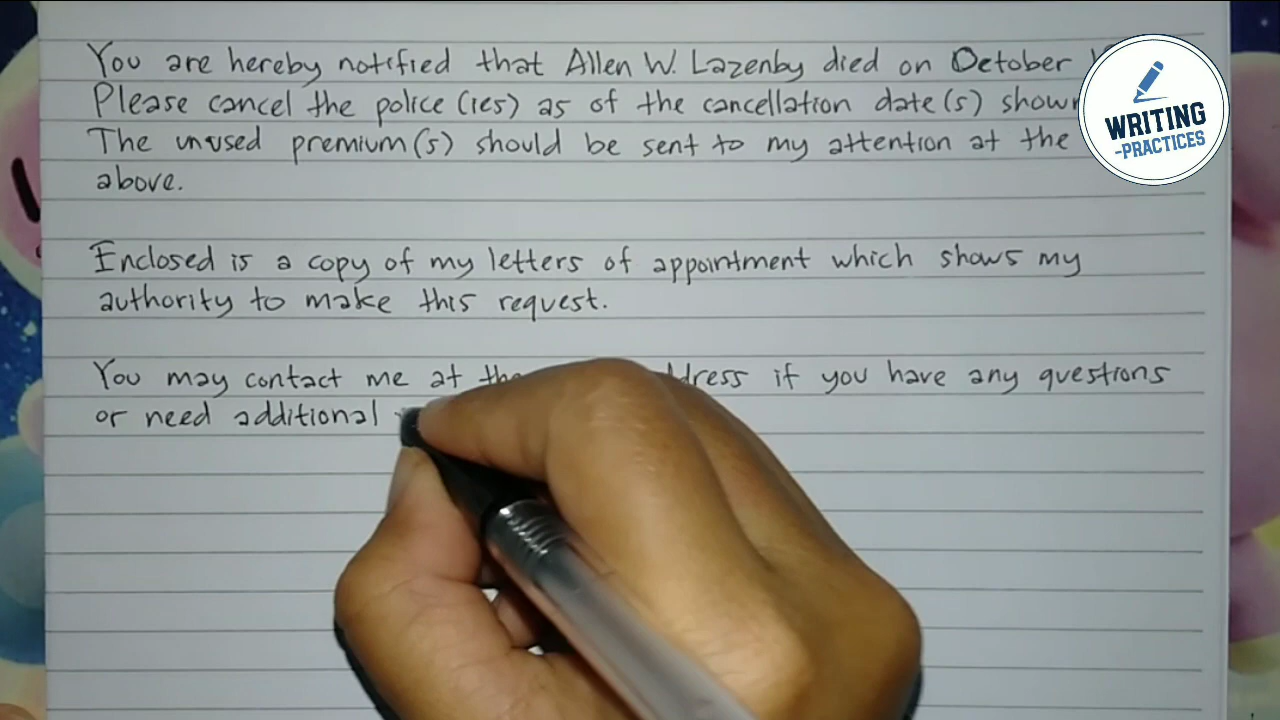 You are hereby notified that Allen W. Lazenby died on October
Please cancel the police(ies) as of the cancellation date(s)
The unused premium(s) should be sent to my attention at the
above.
Enclosed is a copy of my letters of appointment which shows my
authority to make this request.
You may contact me at if you have any questions
or need additional
WRITING
-PRACTICES